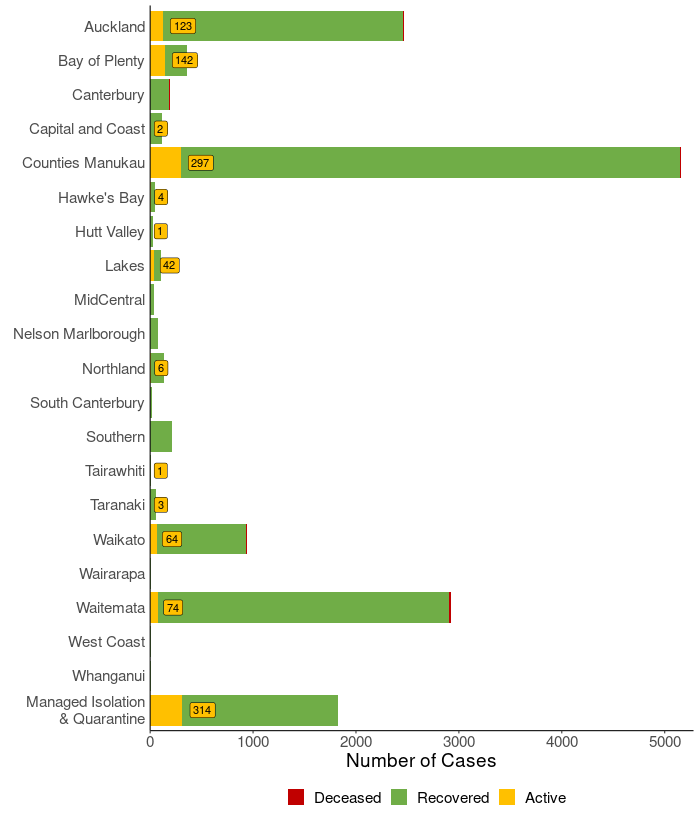 Auckland 123
Bay of Plenty 142
Canterbury
Capital and Coast 2
Counties Manukau 297
Hawke's Bay 4
Hutt Valley 1
Lakes 42
MidCentral
Nelson Marlborough
Northland 6
South Canterbury
Southern
Tairawhiti 1
Taranaki 3
Waikato 64
Wairarapa
Waitemata 74
West Coast
Whanganui
Managed Isolation
& Quarantine 314
0 1000 2000 3000 4000 5000
Number of Cases
Deceased Recovered Active